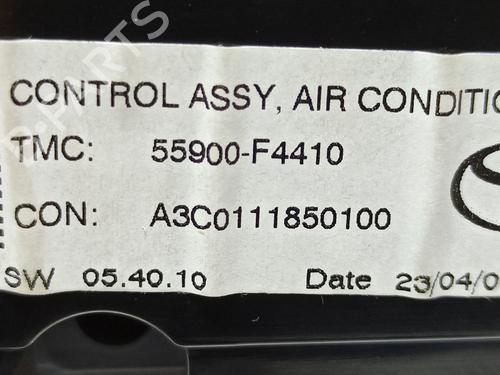 CONTROL ASSY, AIR CONDITIO
TMC: 55900-F4410
CON: A3C0111850100
SW 05.40.10 Date 23/04/0